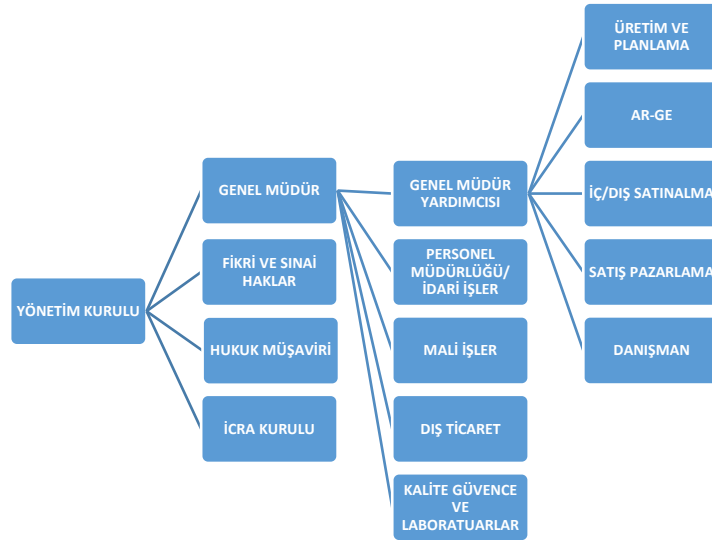 YÖNETİM KURULU
GENEL MÜDÜR
FİKRİ VE SINAİ
HAKLAR
HUKUK MÜŞAVİRİ
İCRA KURULU
GENEL MÜDÜR
YARDIMCISI
PERSONEL
MÜDÜRLÜĞÜ/
İDARİ İŞLER
MALİ İŞLER
DIŞ TİCARET
KALİTE GÜVENCE
VE
LABORATUARLAR
ÜRETİM VE
PLANLAMA
AR-GE
İÇ/DIŞ SATINALMA
SATIŞ PAZARLAMA
DANIŞMAN